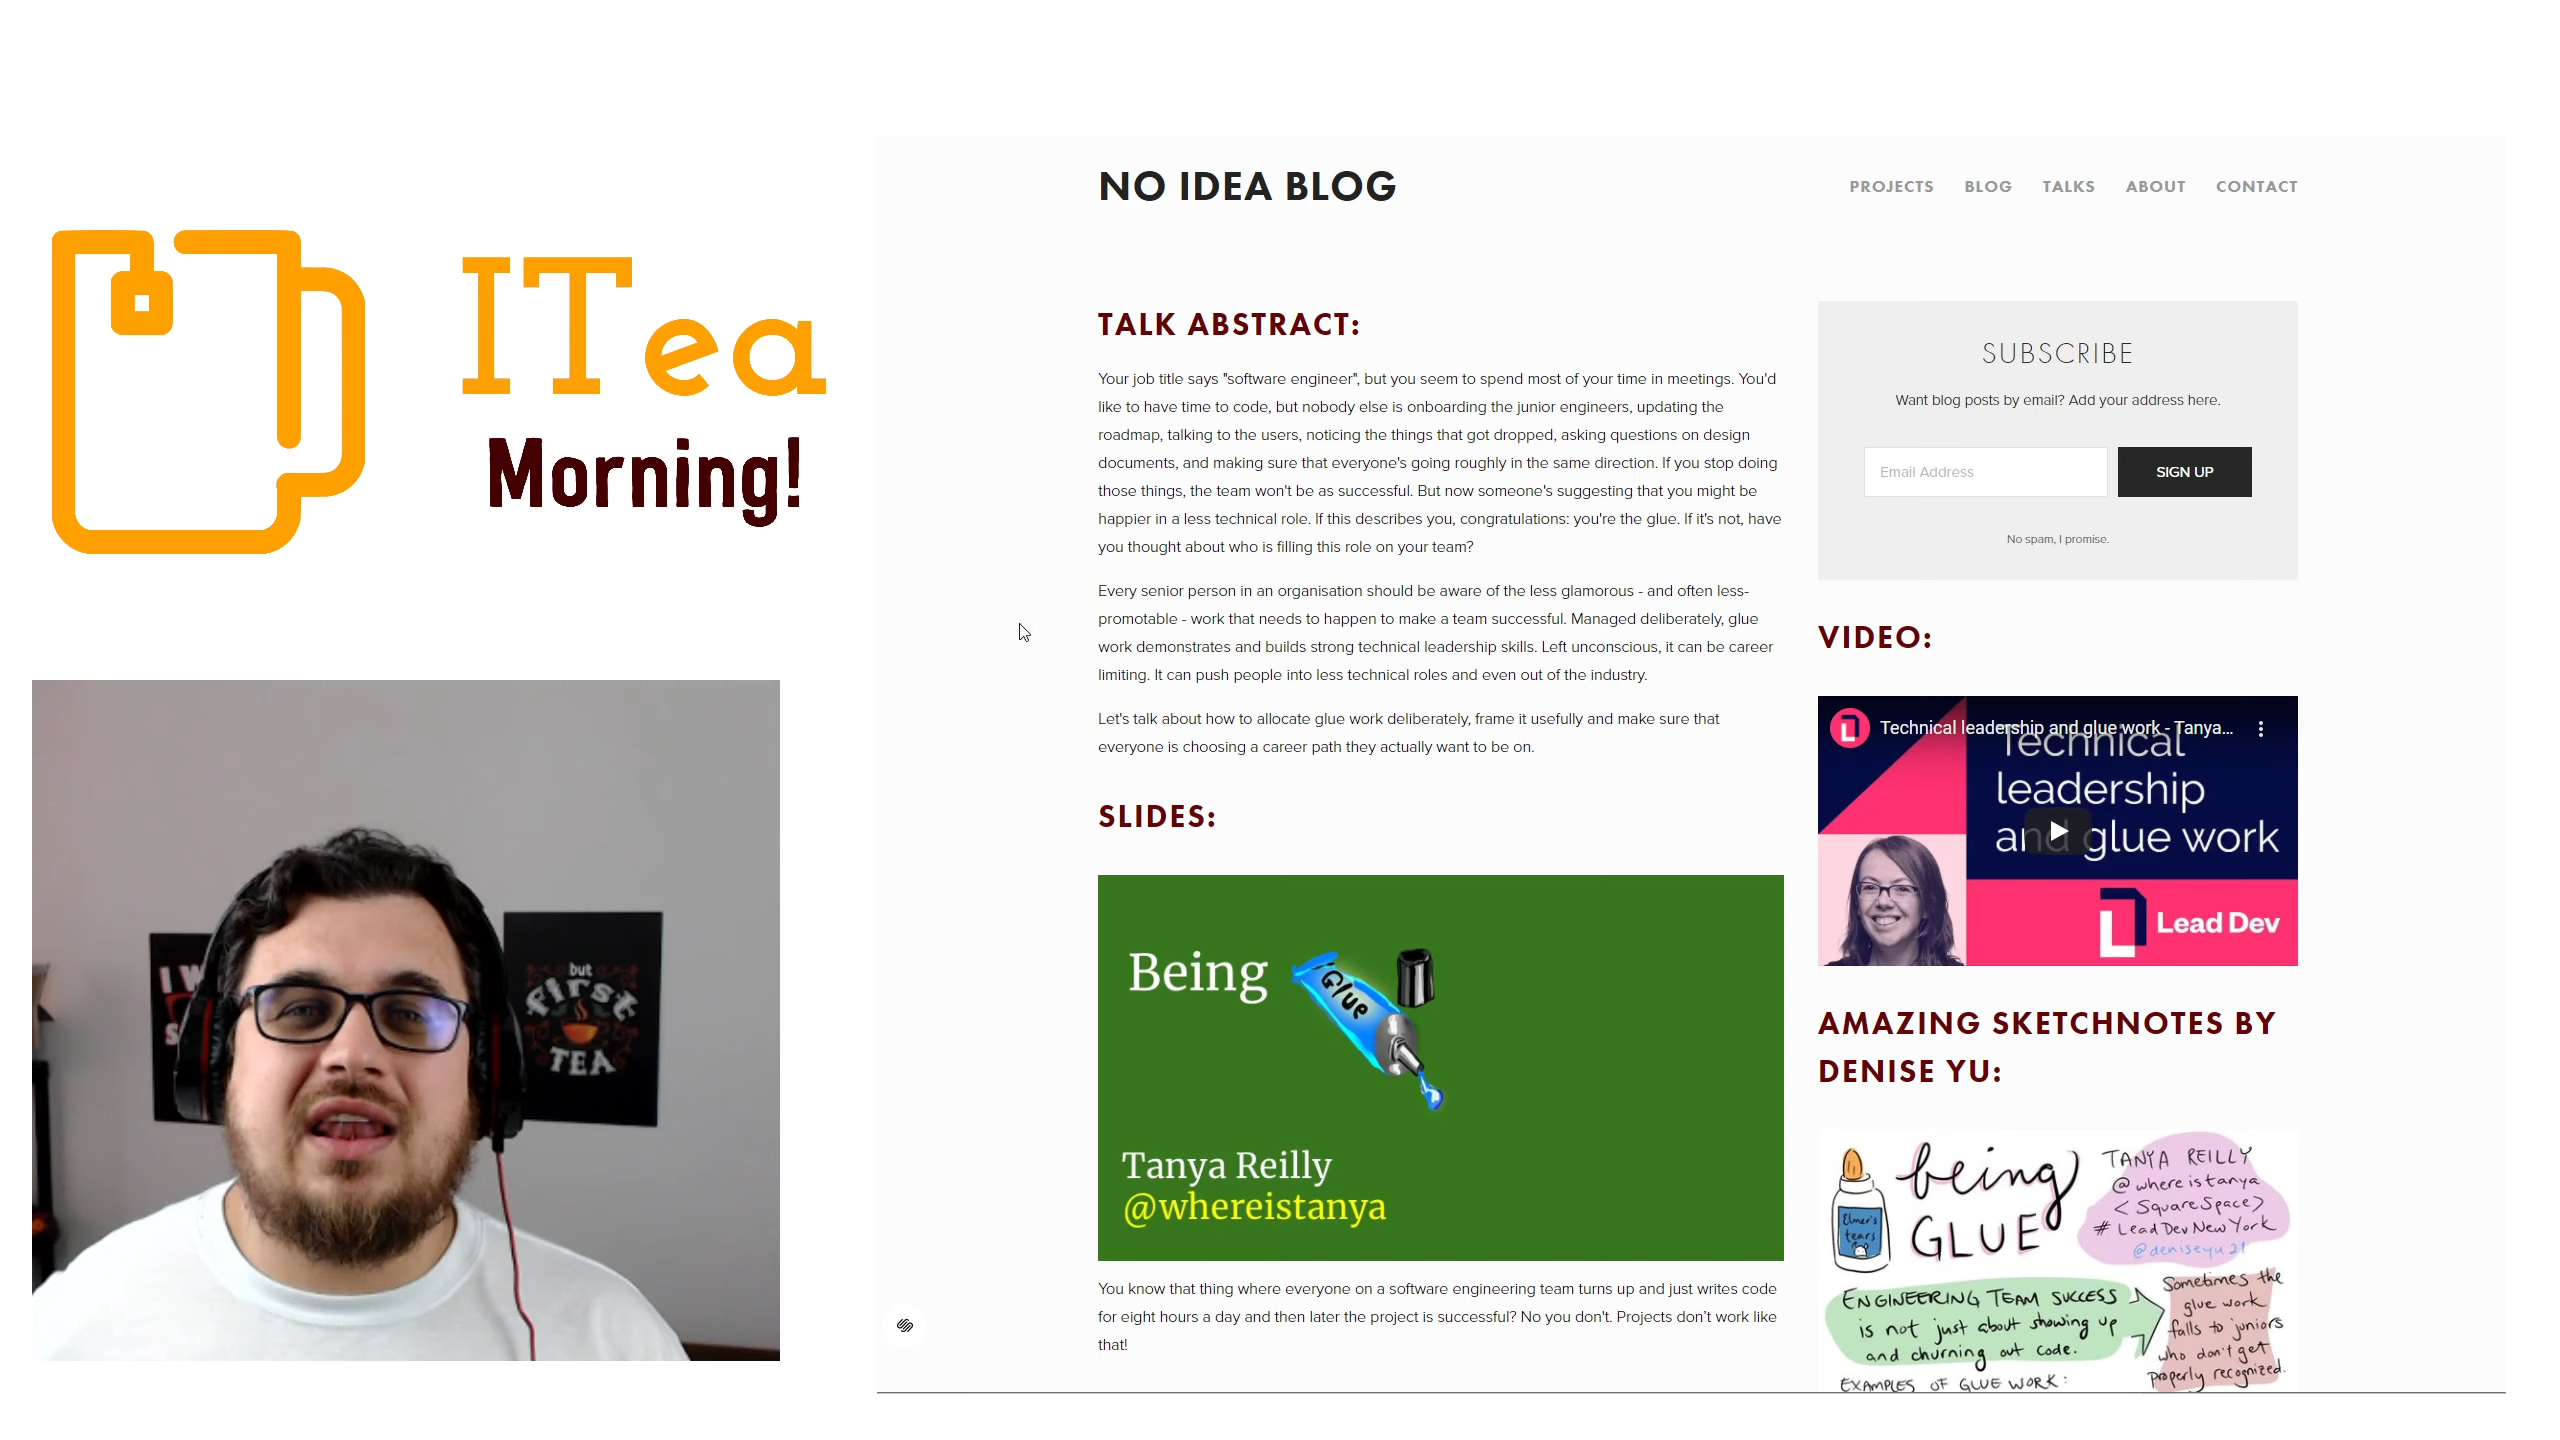 ITea
Morning!
but
first
TEA
NO IDEA BLOG
PROJECTS BLOG TALKS ABOUT CONTACT
TALK ABSTRACT:
Your job title says "software engineer", but you seem to spend most of your time in meetings. You'd
like to have time to code, but nobody else is onboarding the junior engineers, updating the
roadmap, talking to the users, noticing the things that got dropped, asking questions on design
documents, and making sure that everyone's going roughly in the same direction. If you stop doing
those things, the team won't be as successful. But now someone's suggesting that you might be
happier in a less technical role. If this describes you, congratulations: you're the glue. If it's not, have
you thought about who is filling this role on your team?
Every senior person in an organisation should be aware of the less glamorous - and often less-
promotable - work that needs to happen to make a team successful. Managed deliberately, glue
work demonstrates and builds strong technical leadership skills. Left unconscious, it can be career
limiting. It can push people into less technical roles and even out of the industry.
Let's talk about how to allocate glue work deliberately, frame it usefully and make sure that
everyone is choosing a career path they actually want to be on.
SLIDES:
Being
Glue
Tanya Reilly
@whereistanya
You know that thing where everyone on a software engineering team turns up and just writes code
for eight hours a day and then later the project is successful? No you don't. Projects don't work like
that!
SUBSCRIBE
Want blog posts by email? Add your address here.
Email Address
SIGN UP
No spam, I promise.
VIDEO:
Technical leadership and glue work - Tanya...
Technical
leadership
and glue work
Lead Dev
AMAZING SKETCHNOTES BY
DENISE YU:
being
GLUE
Elmer's
tears
TANYA REILLY
@whereistanya
<SquareSpace>
# LeadDevNewYork
@deniseyu21
ENGINEERING TEAM SUCCESS
is not just about showing up
and churning out code.
Sometimes the
glue work
falls to juniors
who don't get
properly recognized.
EXAMPLES OF GLUE WORK: